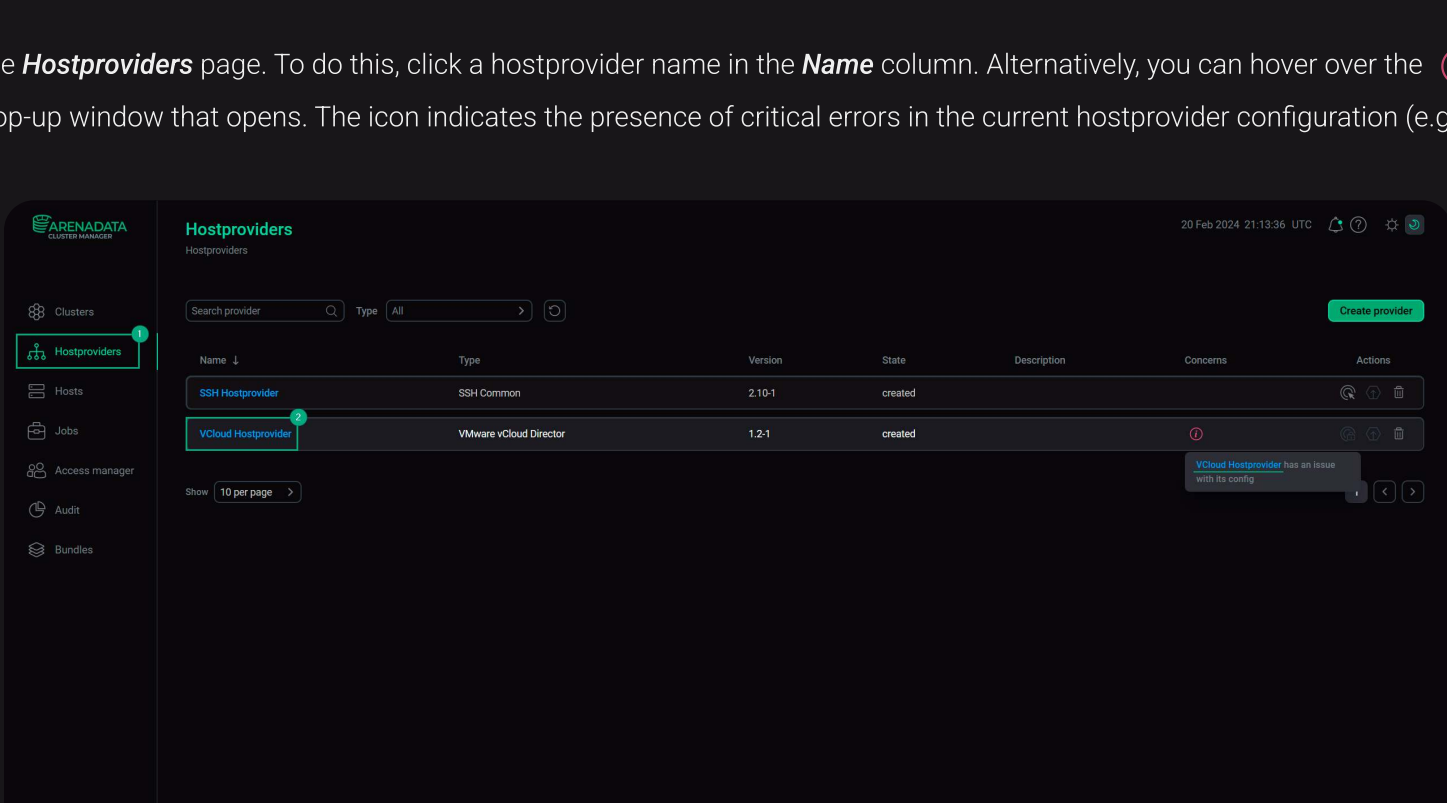 e Hostproviders page. To do this, click a hostprovider name in the Name column. Alternatively, you can hover over the
op-up window that opens. The icon indicates the presence of critical errors in the current hostprovider configuration (e.g
ARENADATA
CLUSTER MANAGER
Hostproviders
Hostproviders
20 Feb 2024 21:13:36 UTC
Clusters
1
Hostproviders
Hosts
Jobs
Access manager
Audit
Bundles
Search provider
Type All
Create provider
Name ↓ Type Version State Description Concerns Actions
SSH Hostprovider SSH Common 2.10-1 created
2
VCloud Hostprovider VMware vCloud Director 1.2-1 created
VCloud Hostprovider has an issue
with its config
Show 10 per page